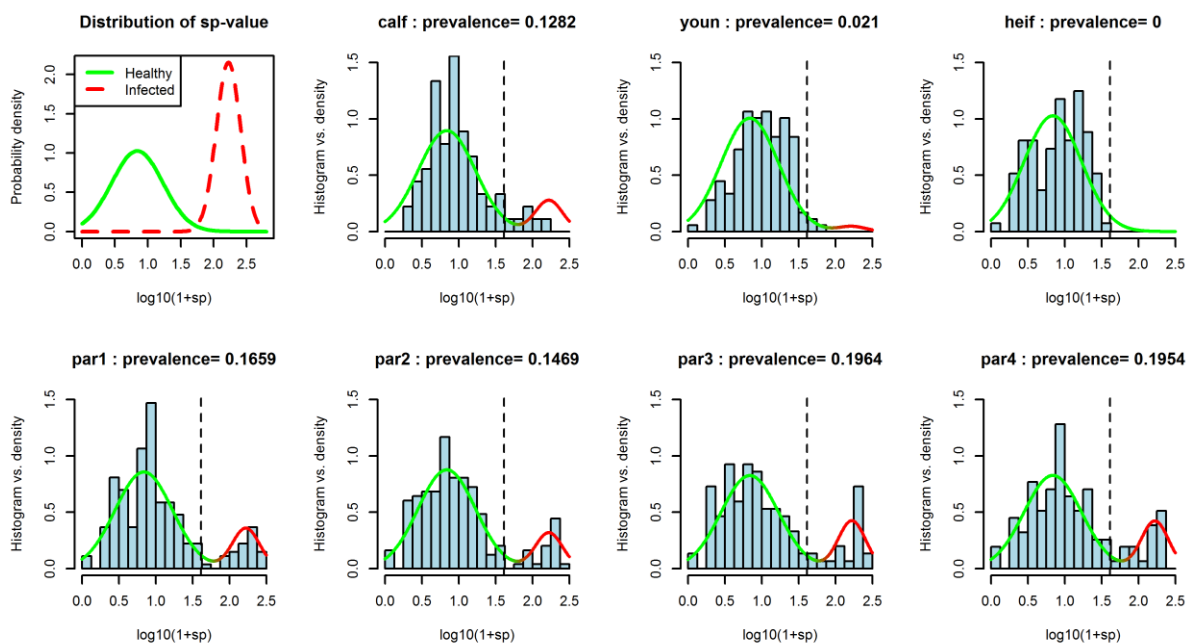 Distribution of sp-value
Probability density
2.0
1.5
1.0
0.5
0.0
Healthy
Infected
0.0 0.5 1.0 1.5 2.0 2.5
log10(1+sp)
calf : prevalence= 0.1282
Histogram vs. density
1.5
1.0
0.5
0.0
0.0 0.5 1.0 1.5 2.0 2.5
log10(1+sp)
youn : prevalence= 0.021
Histogram vs. density
1.5
1.0
0.5
0.0
0.0 0.5 1.0 1.5 2.0 2.5
log10(1+sp)
heif : prevalence= 0
Histogram vs. density
1.5
1.0
0.5
0.0
0.0 0.5 1.0 1.5 2.0 2.5
log10(1+sp)
par1 : prevalence= 0.1659
Histogram vs. density
1.5
1.0
0.5
0.0
0.0 0.5 1.0 1.5 2.0 2.5
log10(1+sp)
par2 : prevalence= 0.1469
Histogram vs. density
1.5
1.0
0.5
0.0
0.0 0.5 1.0 1.5 2.0 2.5
log10(1+sp)
par3 : prevalence= 0.1964
Histogram vs. density
1.5
1.0
0.5
0.0
0.0 0.5 1.0 1.5 2.0 2.5
log10(1+sp)
par4 : prevalence= 0.1954
Histogram vs. density
1.5
1.0
0.5
0.0
0.0 0.5 1.0 1.5 2.0 2.5
log10(1+sp)